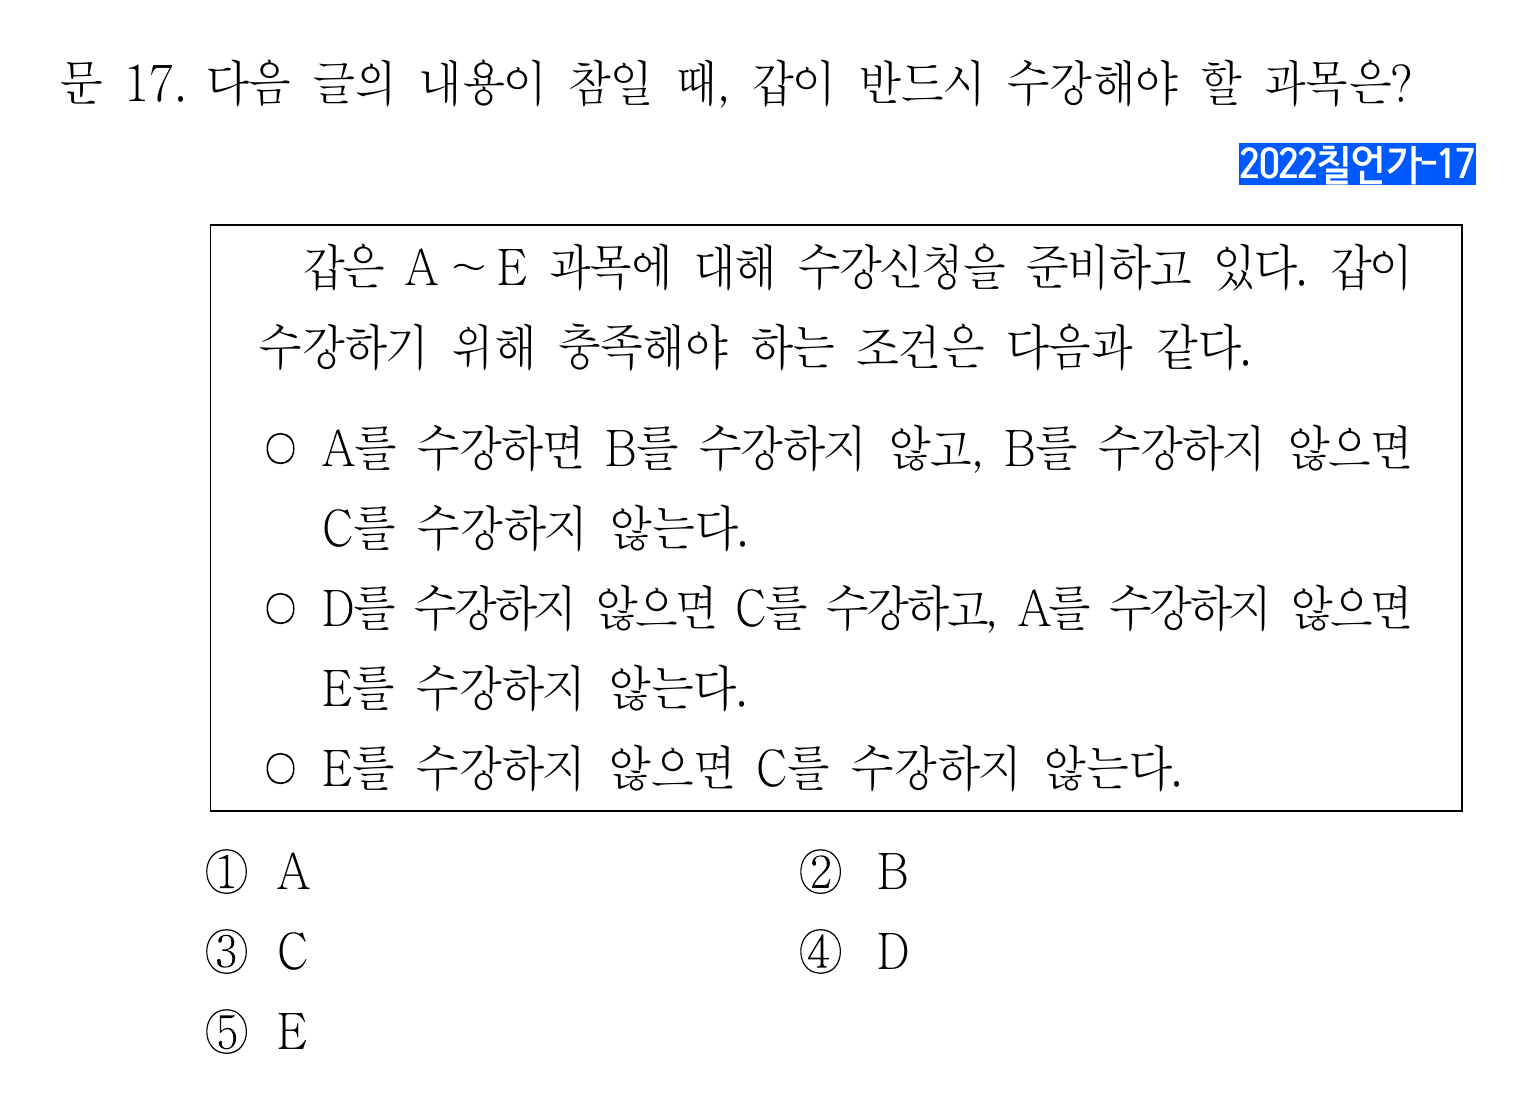 문 17. 다음 글의 내용이 참일 때, 갑이 반드시 수강해야 할 과목은?
2022칠언가-17
갑은 A ~ E 과목에 대해 수강신청을 준비하고 있다. 갑이
수강하기 위해 충족해야 하는 조건은 다음과 같다.
○ A를 수강하면 B를 수강하지 않고, B를 수강하지 않으면
C를 수강하지 않는다.
○ D를 수강하지 않으면 C를 수강하고, A를 수강하지 않으면
E를 수강하지 않는다.
○ E를 수강하지 않으면 C를 수강하지 않는다.
① A ② B
③ C ④ D
⑤ E